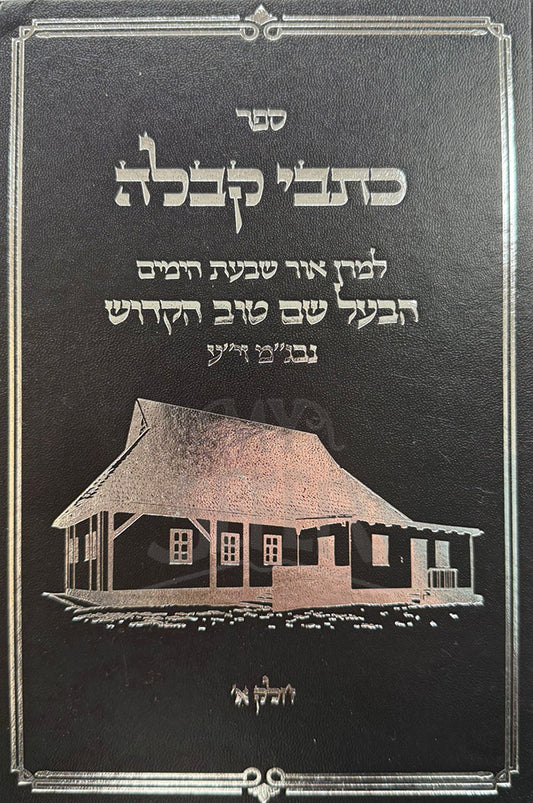 ספר
כתבי קבלה
למרן אור שבעת הימים
הבעל שם טוב הקדוש
נבג״מ זי״ע
חלק א׳